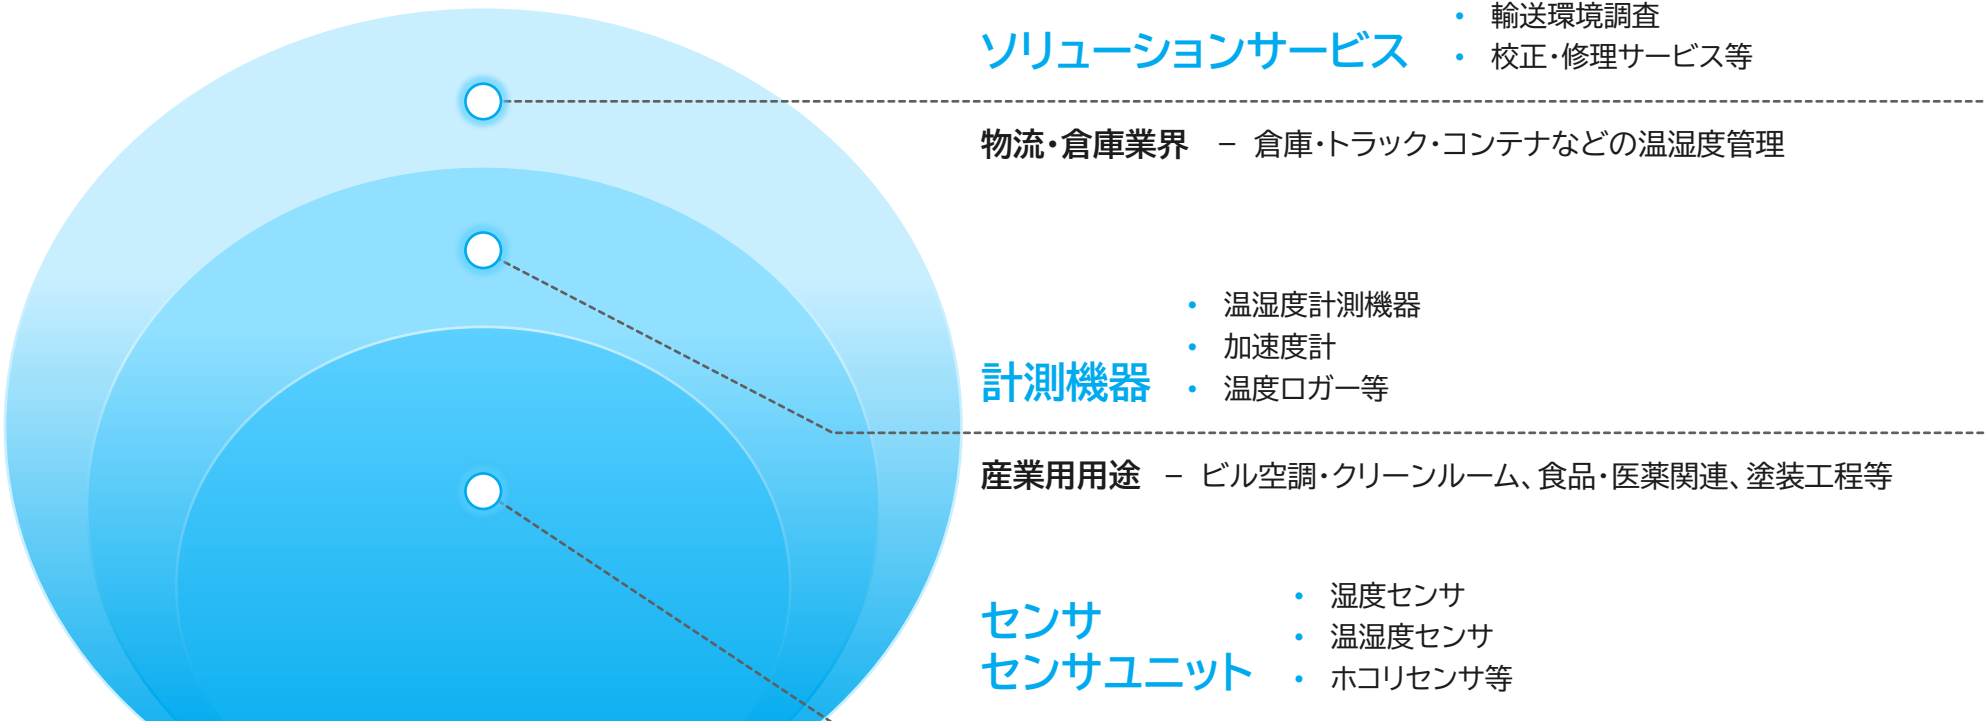 ソリューションサービス
• 輸送環境調査
• 校正・修理サービス等
物流・倉庫業界 – 倉庫・トラック・コンテナなどの温湿度管理
計測機器
• 温湿度計測機器
• 加速度計
• 温度ロガー等
産業用用途 – ビル空調・クリーンルーム、食品・医薬関連、塗装工程等
センサ
センサユニット
• 湿度センサ
• 温湿度センサ
• ホコリセンサ等